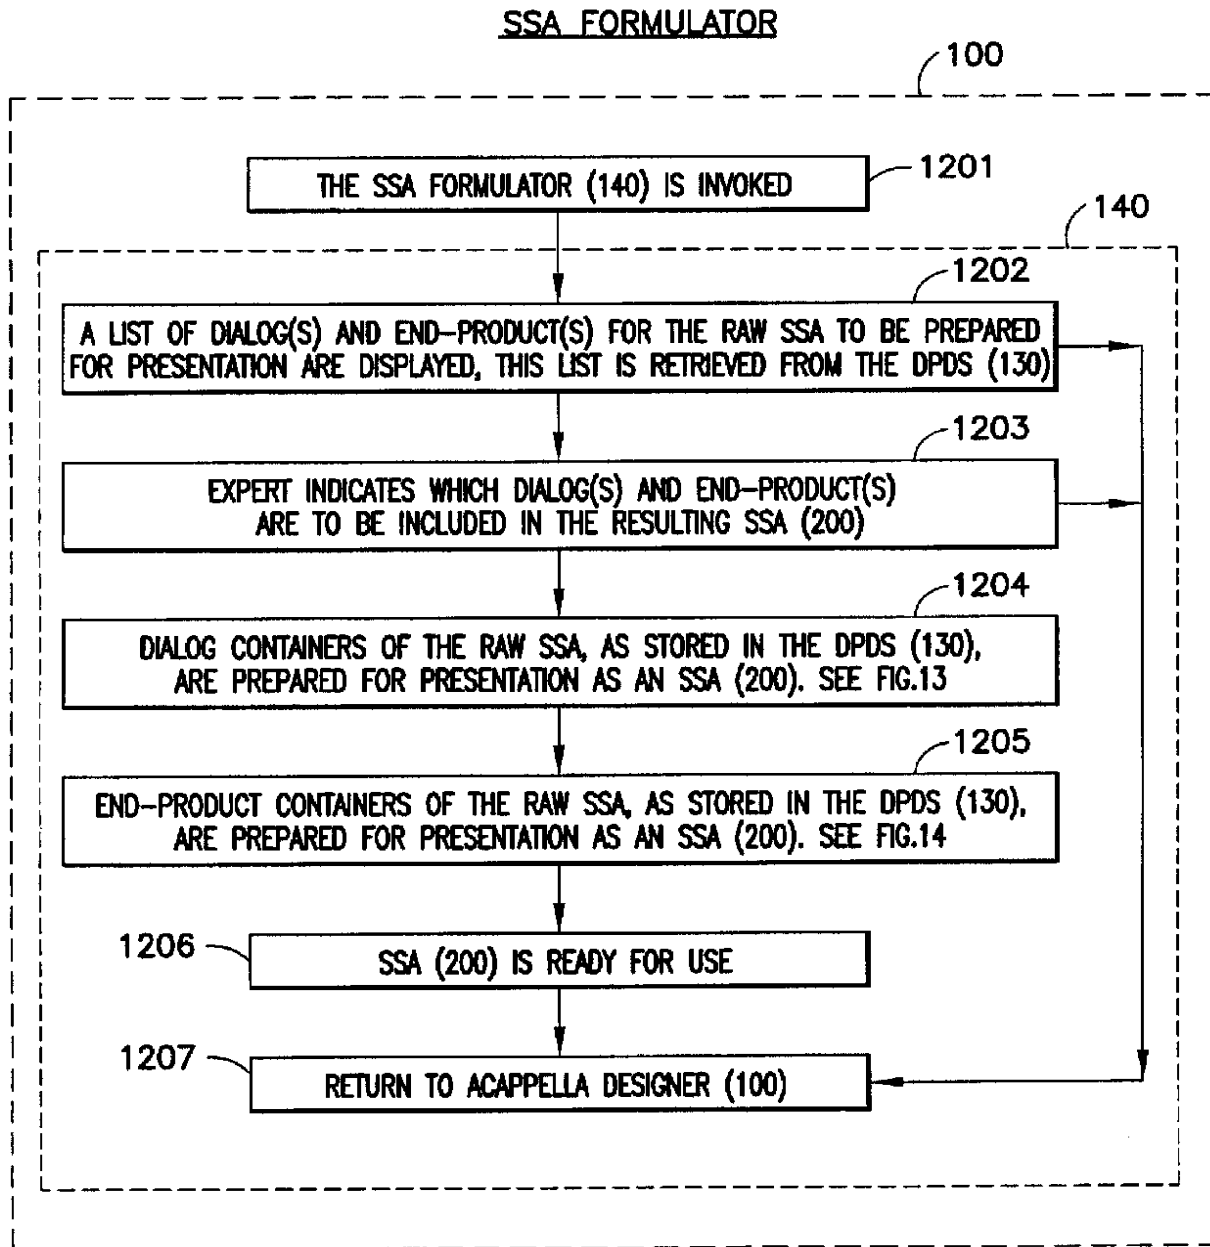 SSA FORMULATOR
100
THE SSA FORMULATOR (140) IS INVOKED
1201
140
1202
A LIST OF DIALOG(S) AND END-PRODUCT(S) FOR THE RAW SSA TO BE PREPARED
FOR PRESENTATION ARE DISPLAYED, THIS LIST IS RETRIEVED FROM THE DPDS (130)
1203
EXPERT INDICATES WHICH DIALOG(S) AND END-PRODUCT(S)
ARE TO BE INCLUDED IN THE RESULTING SSA (200)
1204
DIALOG CONTAINERS OF THE RAW SSA, AS STORED IN THE DPDS (130),
ARE PREPARED FOR PRESENTATION AS AN SSA (200). SEE FIG.13
1205
END-PRODUCT CONTAINERS OF THE RAW SSA, AS STORED IN THE DPDS (130),
ARE PREPARED FOR PRESENTATION AS AN SSA (200). SEE FIG.14
1206
SSA (200) IS READY FOR USE
1207
RETURN TO ACAPPELLA DESIGNER (100)